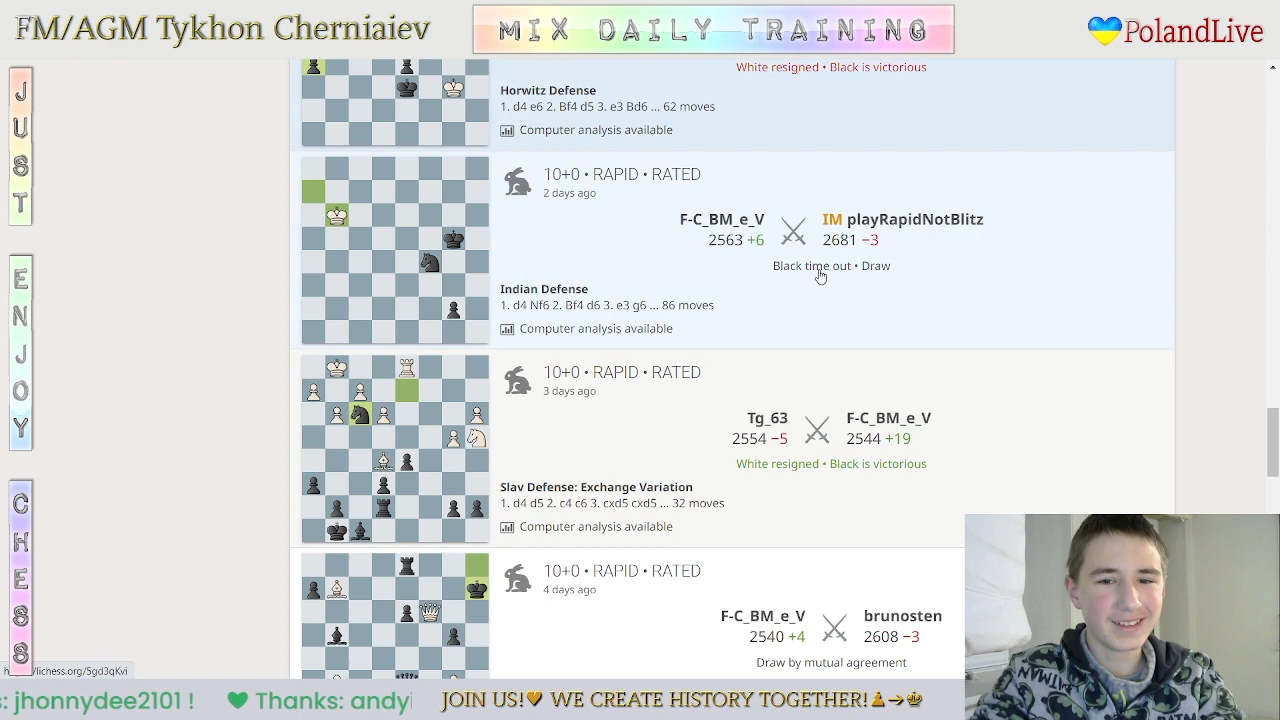 FM/AGM Tykhon Cherniaiev
MIX DAILY TRAINING
PolandLive
JUST
ENJOY
CHESS
White resigned • Black is victorious
Horwitz Defense
1. d4 e6 2. Bf4 d5 3. e3 Bd6 ... 62 moves
Computer analysis available
10+0 • RAPID • RATED
2 days ago
F-C_BM_e_V
IM playRapidNotBlitz
2563 +6
2681 −3
Black time out • Draw
Indian Defense
1. d4 Nf6 2. Bf4 d6 3. e3 g6 ... 86 moves
Computer analysis available
10+0 • RAPID • RATED
3 days ago
Tg_63
F-C_BM_e_V
2554 −5
2544 +19
White resigned • Black is victorious
Slav Defense: Exchange Variation
1. d4 d5 2. c4 c6 3. cxd5 cxd5 ... 32 moves
Computer analysis available
10+0 • RAPID • RATED
4 days ago
F-C_BM_e_V
brunosten
2540 +4
2608 −3
Draw by mutual agreement
/lichess.org/5gd3qKvi
: jhonnydee2101 !
Thanks: andyi
JOIN US!♥ WE CREATE HISTORY TOGETHER!♟→♚
BATMAN